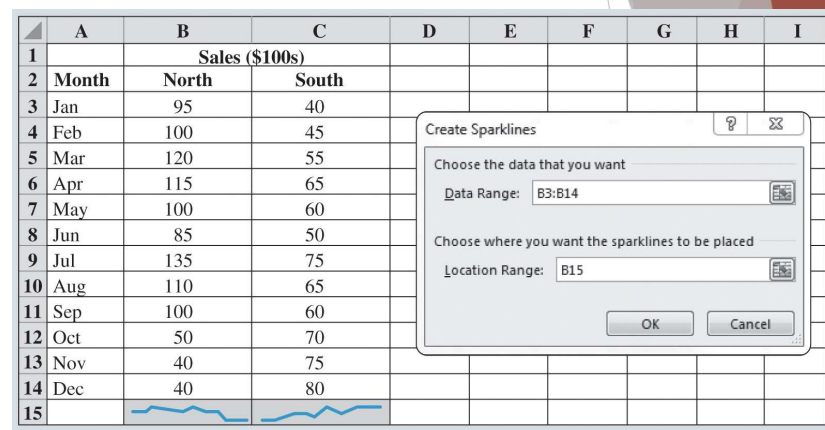 A B C D E F G H I
1 Sales ($100s)
2 Month North South
3 Jan 95 40
4 Feb 100 45
5 Mar 120 55
6 Apr 115 65
7 May 100 60
8 Jun 85 50
9 Jul 135 75
10 Aug 110 65
11 Sep 100 60
12 Oct 50 70
13 Nov 40 75
14 Dec 40 80
15
Create Sparklines ?
Choose the data that you want
Data Range: B3:B14
Choose where you want the sparklines to be placed
Location Range: B15
OK Cancel